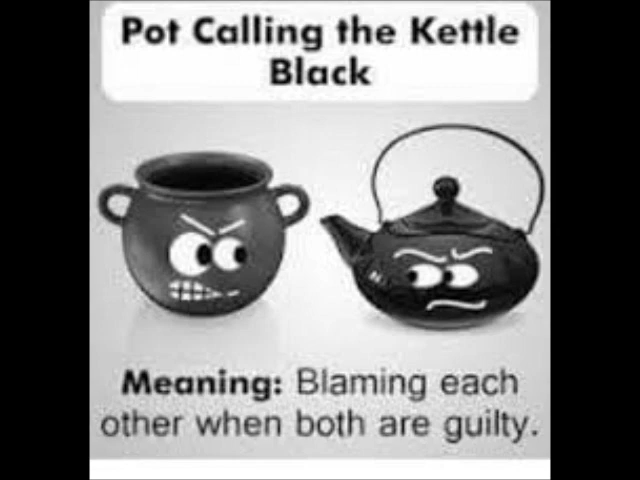 Pot Calling the Kettle
Black
Meaning: Blaming each
other when both are guilty.